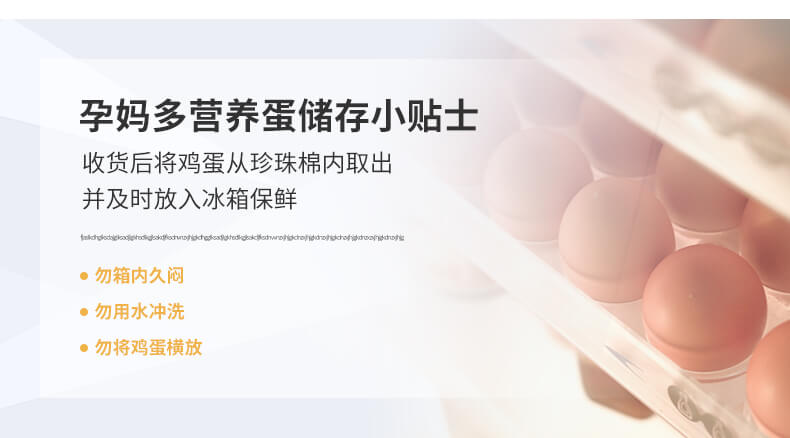 孕妈多营养蛋储存小贴士
收货后将鸡蛋从珍珠棉内取出
并及时放入冰箱保鲜
勿箱内久闷
勿用水冲洗
勿将鸡蛋横放